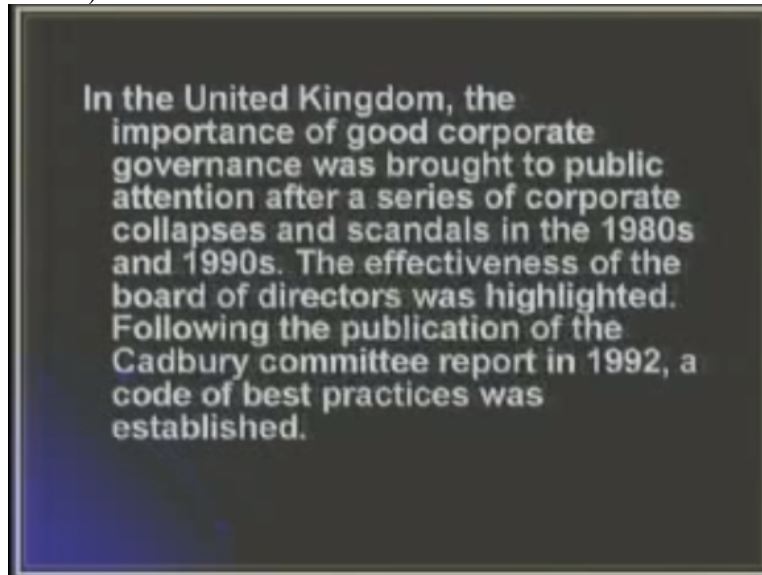 In the United Kingdom, the
importance of good corporate
governance was brought to public
attention after a series of corporate
collapses and scandals in the 1980s
and 1990s. The effectiveness of the
board of directors was highlighted.
Following the publication of the
Cadbury committee report in 1992, a
code of best practices was
established.